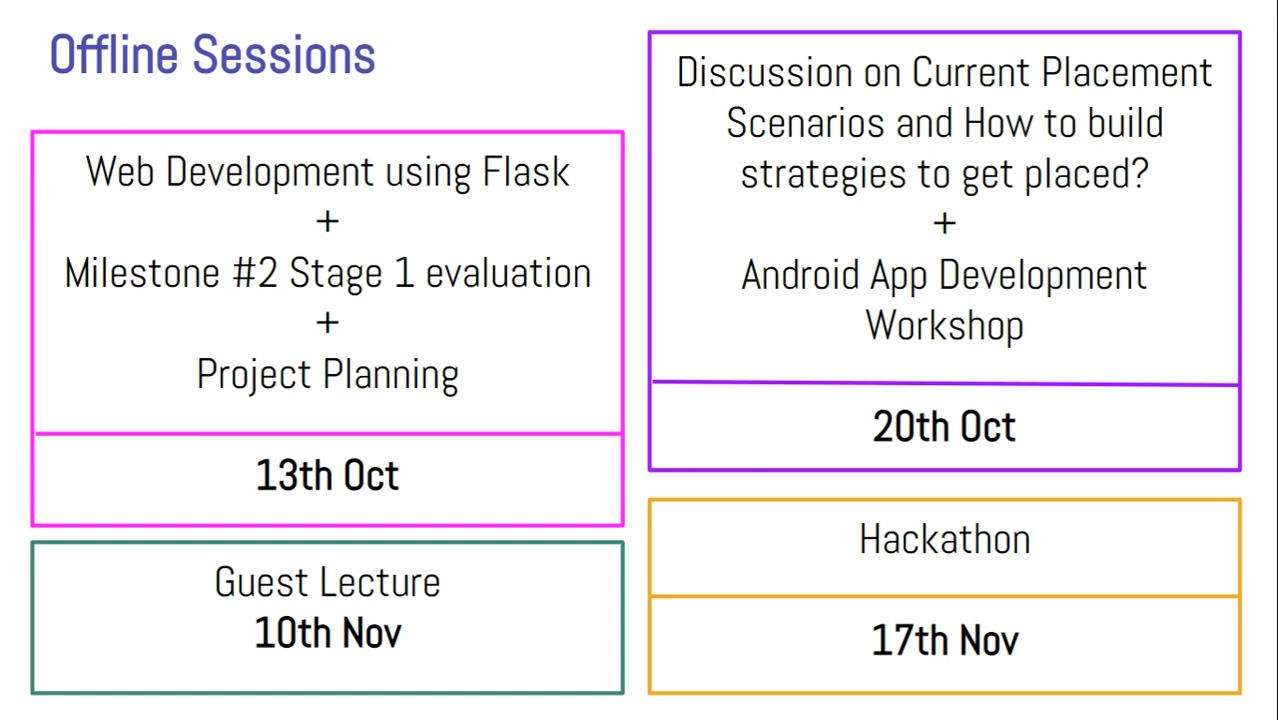 Offline Sessions
Web Development using Flask
+
Milestone #2 Stage 1 evaluation
+
Project Planning
13th Oct
Discussion on Current Placement
Scenarios and How to build
strategies to get placed?
+
Android App Development
Workshop
20th Oct
Guest Lecture
10th Nov
Hackathon
17th Nov